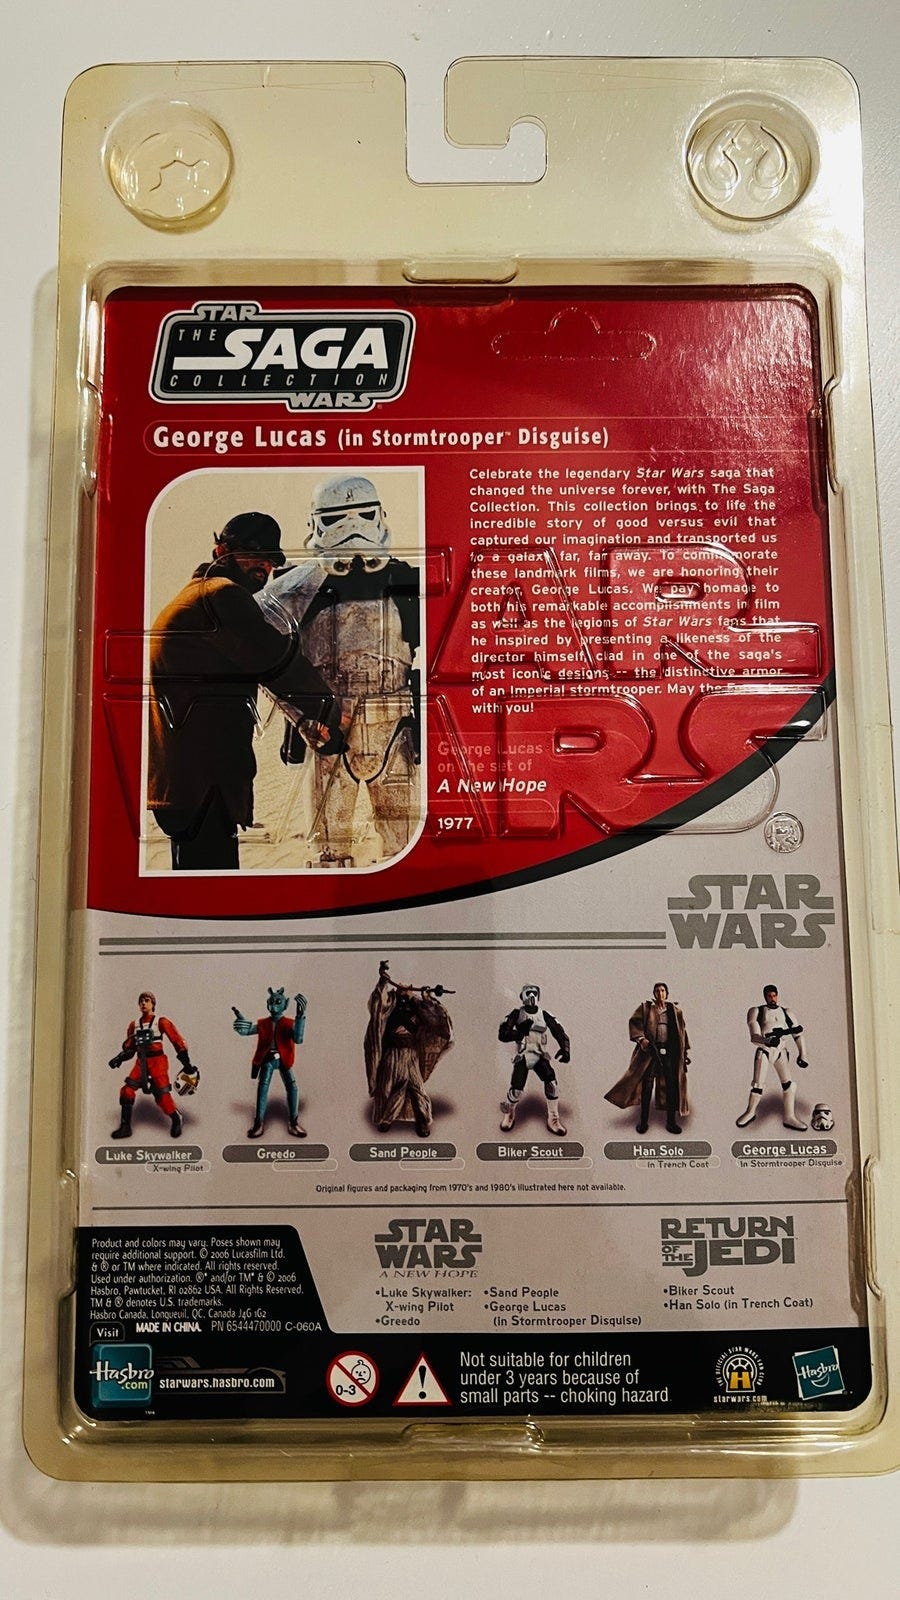 STAR
THE
SAGA
COLLECTION
WARS
George Lucas (in Stormtrooper™ Disguise)
Celebrate the legendary Star Wars saga that
changed the universe forever, with The Saga
Collection. This collection brings to life the
incredible story of good versus evil that
captured our imagination and transported us
to a galaxy far, far away. To commemorate
these landmark films, we are honoring their
creator, George Lucas. We pay homage to
both his remarkable accomplishments in film
as well as the legions of Star Wars fans that
he inspired by presenting a likeness of the
director himself, clad in one of the saga's
most iconic designs -- the distinctive armor
of an Imperial stormtrooper. May the Force be
with you!
STAR
WARS
George Lucas
on the set of
A New Hope
1977
STAR
WARS
Luke Skywalker
X-wing Pilot
Greedo
Sand People
Biker Scout
Han Solo
in Trench Coat
George Lucas
in Stormtrooper Disguise
Original figures and packaging from 1970's and 1980's illustrated here not available.
Product and colors may vary. Poses shown may
require additional support. © 2006 Lucasfilm Ltd.
& ® or TM where indicated. All rights reserved.
Used under authorization. ®* and/or TM* & © 2006
Hasbro, Pawtucket, RI 02862 USA. All Rights Reserved.
TM & ® denotes U.S. trademarks.
Hasbro Canada, Longueuil, QC, Canada J4G 1G2
MADE IN CHINA. PN 6544470000 C-060A
Visit
Hasbro
.com
starwars.hasbro.com
STAR
WARS
A NEW HOPE
•Luke Skywalker:
X-wing Pilot
•Greedo
•Sand People
•George Lucas
(in Stormtrooper Disguise)
RETURN
OF THE
JEDI
•Biker Scout
•Han Solo (in Trench Coat)
0-3
Not suitable for children
under 3 years because of
small parts -- choking hazard.
THE OFFICIAL STAR WARS FAN CLUB
H
starwars.com
Hasbro